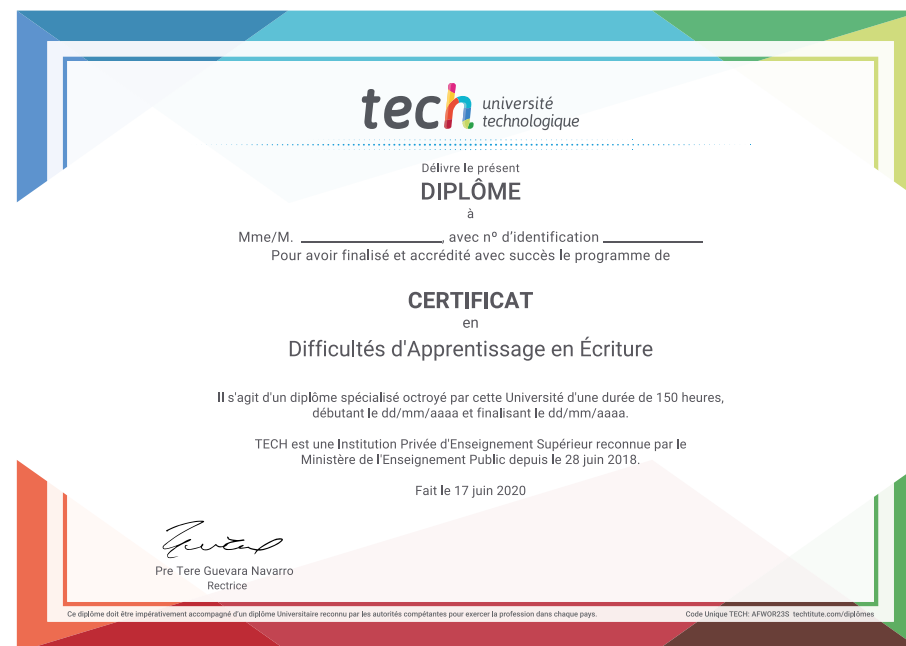 tech université
technologique
Délivre le présent
DIPLÔME
à
Mme/M. ____________________, avec nº d'identification ______________
Pour avoir finalisé et accrédité avec succès le programme de
CERTIFICAT
en
Difficultés d'Apprentissage en Écriture
Il s'agit d'un diplôme spécialisé octroyé par cette Université d'une durée de 150 heures,
débutant le dd/mm/aaaa et finalisant le dd/mm/aaaa.
TECH est une Institution Privée d'Enseignement Supérieur reconnue par le
Ministère de l'Enseignement Public depuis le 28 juin 2018.
Fait le 17 juin 2020
Pre Tere Guevara Navarro
Rectrice
Ce diplôme doit être impérativement accompagné d'un diplôme Universitaire reconnu par les autorités compétantes pour exercer la profession dans chaque pays.
Code Unique TECH: AFWOR23S techtitute.com/diplômes